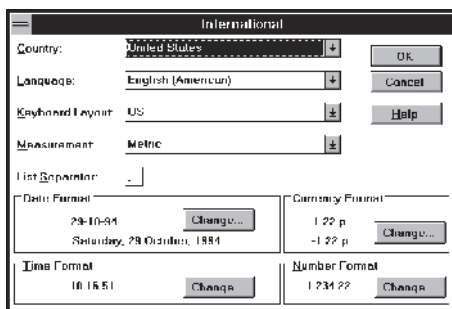 International
Country: United States
OK
Language: English (American)
Cancel
Keyboard Layout US
Help
Measurement Metric
List Separator:
Date Format
29-10-94
Change...
Saturday, 29 October, 1994
Currency Format
1.22 p
-1.22 p
Change...
Time Format
10:16:51
Change
Number Format
1 234.22
Change